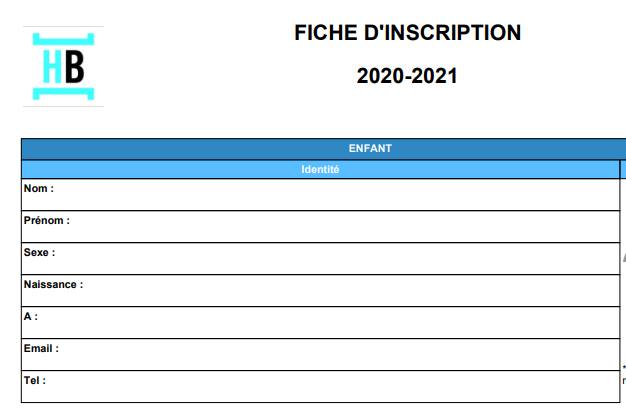 HB
FICHE D'INSCRIPTION
2020-2021
ENFANT
Identité
Nom :
Prénom :
Sexe :
Naissance :
A :
Email :
Tel :